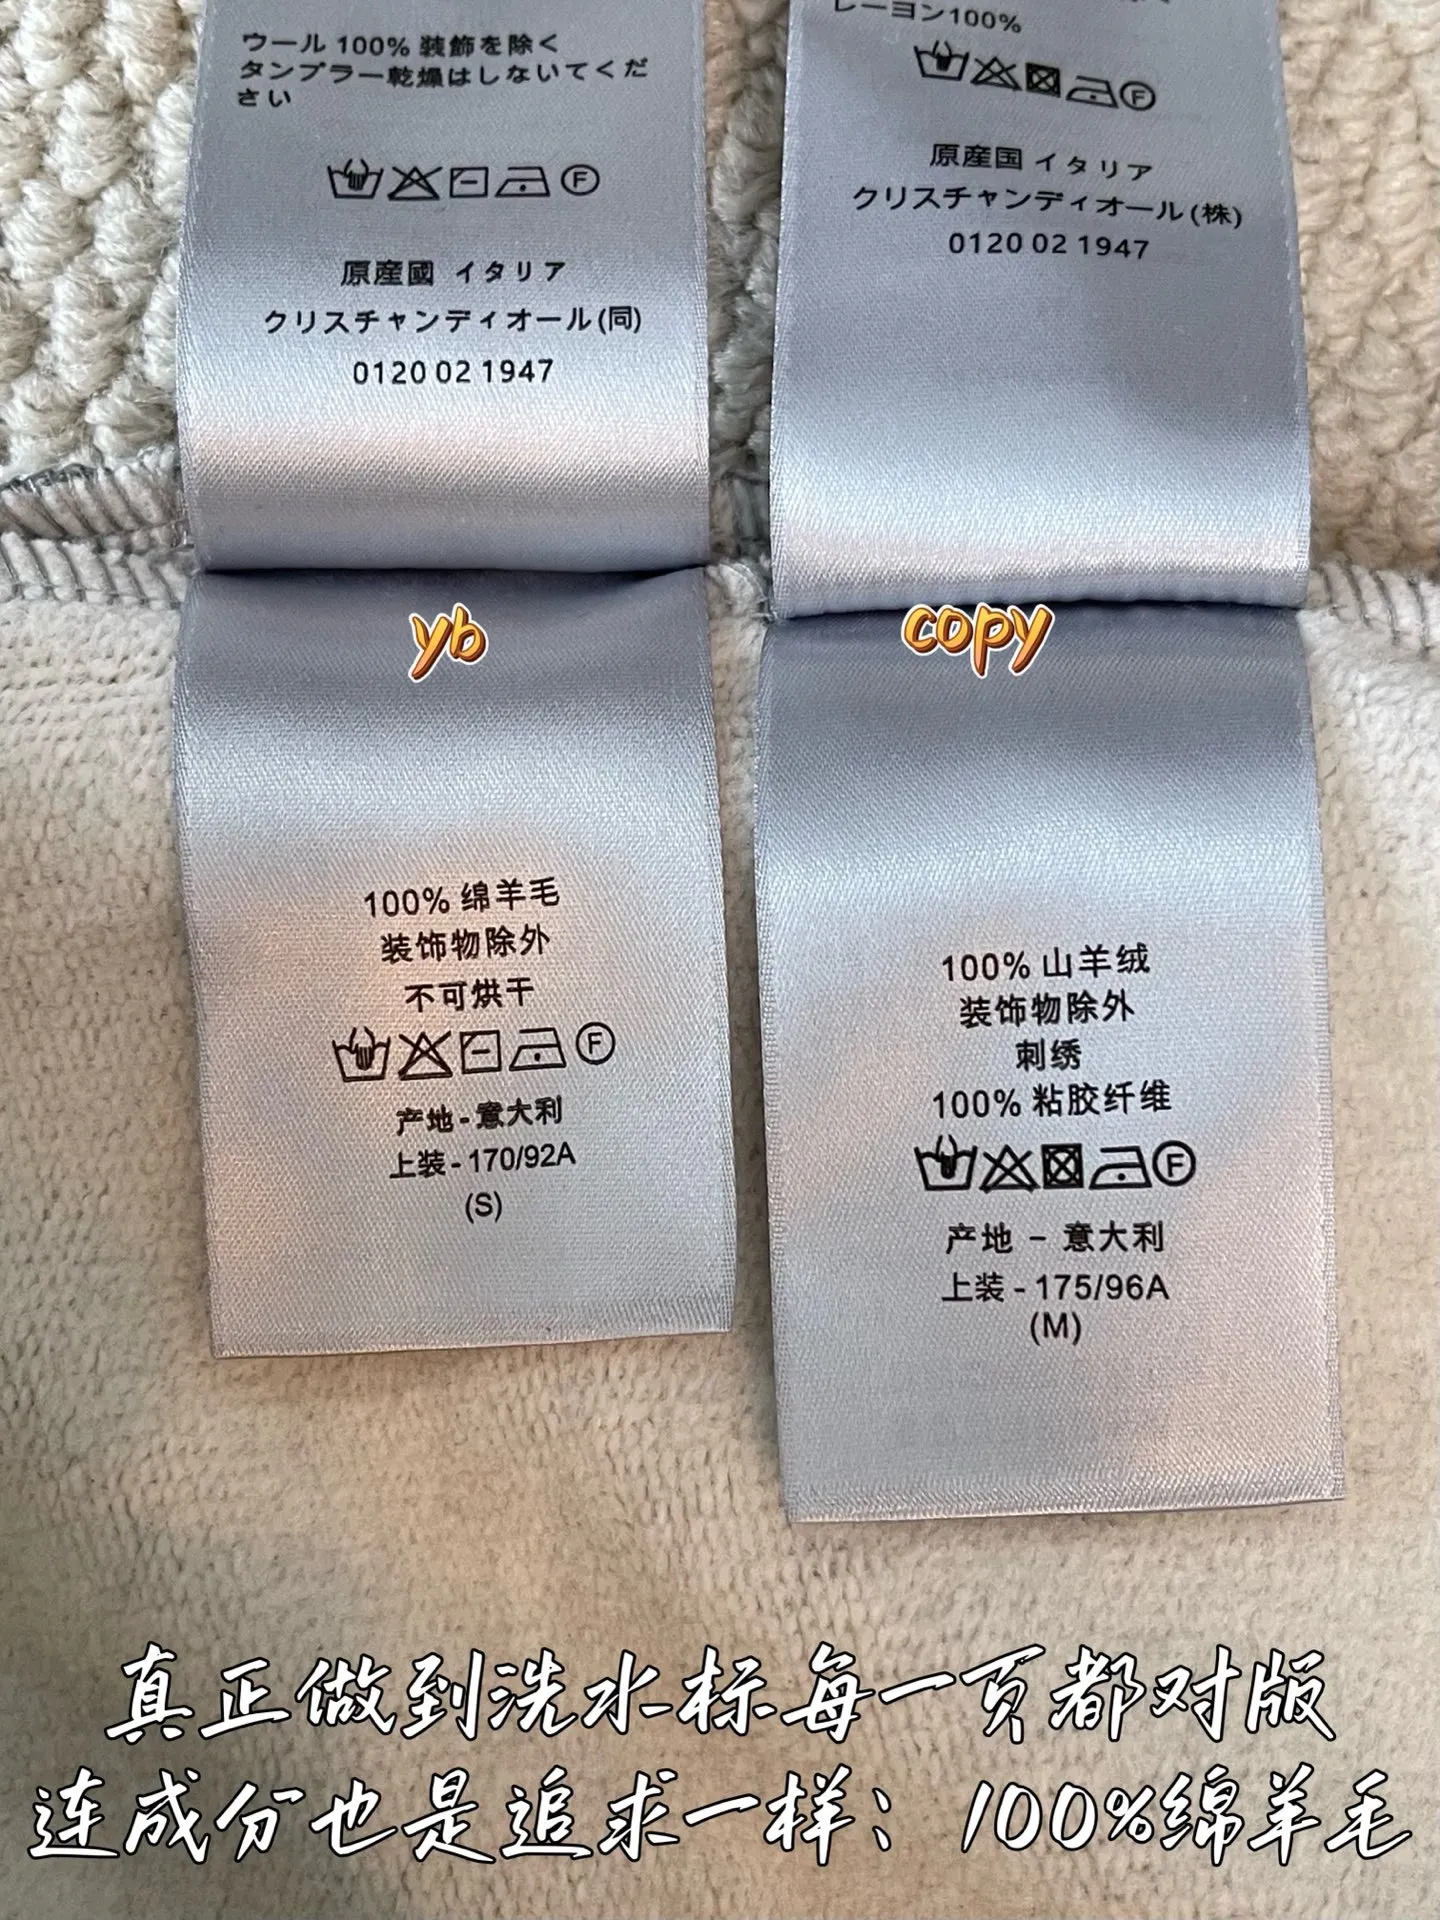 ウール 100% 装飾を除く
タンブラー乾燥はしないてくだ
さい
F
原産國 イタリア
クリスチャンディオール(同)
0120 02 1947
レーヨン100%
F
原産国 イタリア
クリスチャンディオール(株)
0120 02 1947
yb
copy
100% 绵羊毛
装饰物除外
不可烘干
F
产地-意大利
上装-170/92A
(S)
100% 山羊绒
装饰物除外
刺绣
100% 粘胶纤维
F
产地 - 意大利
上装-175/96A
(M)
真正做到洗水标每一页都对版
连成分也是追求一样：100%绵羊毛